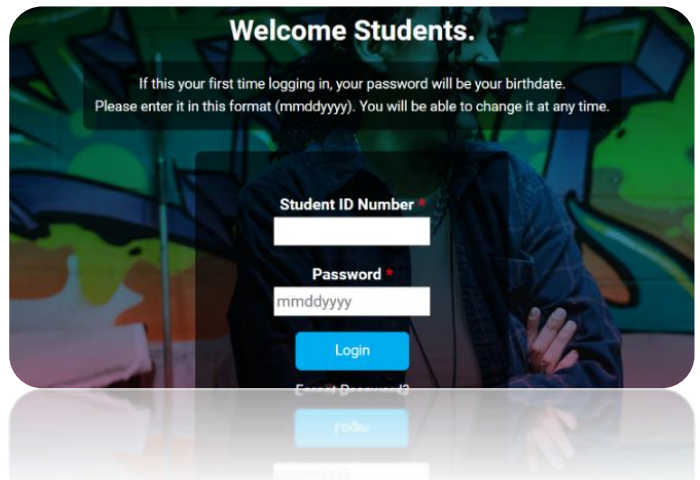 Welcome Students.
If this your first time logging in, your password will be your birthdate.
Please enter it in this format (mmddyyyy). You will be able to change it at any time.
Student ID Number *
Password *
mmddyyyy
Login
Forgot Password?